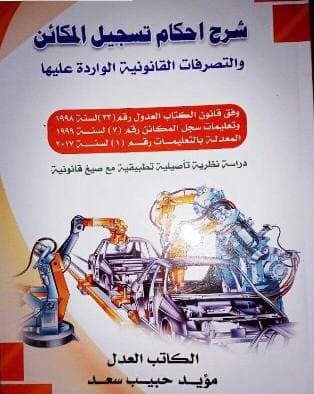 شرح احكام تسجيل المكائن
والتصرفات القانونية الواردة عليها
وفق قانون الكتاب العدول رقم (٣٣) لسنة ١٩٩٨
وتعليمات سجل المكائن رقم (٧) لسنة ١٩٩٩
المعدلة بالتعليمات رقم (١) لسنة ٢٠١٧
دراسة نظرية تأصيلية تطبيقية مع صيغ قانونية
الكاتب العدل
مؤيد حبيب سعد